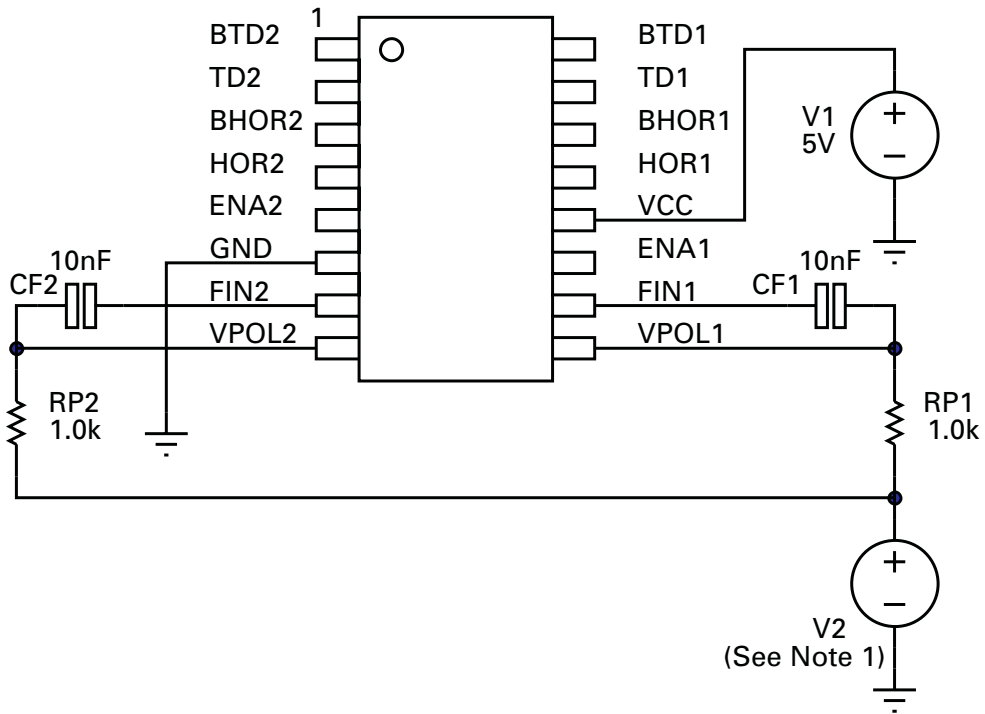 1
BTD2
TD2
BHOR2
HOR2
ENA2
GND
10nF
CF2
FIN2
VPOL2
RP2
1.0k
BTD1
TD1
BHOR1
HOR1
VCC
ENA1
10nF
FIN1
CF1
VPOL1
V1
5V
+
–
RP1
1.0k
+
–
V2
(See Note 1)